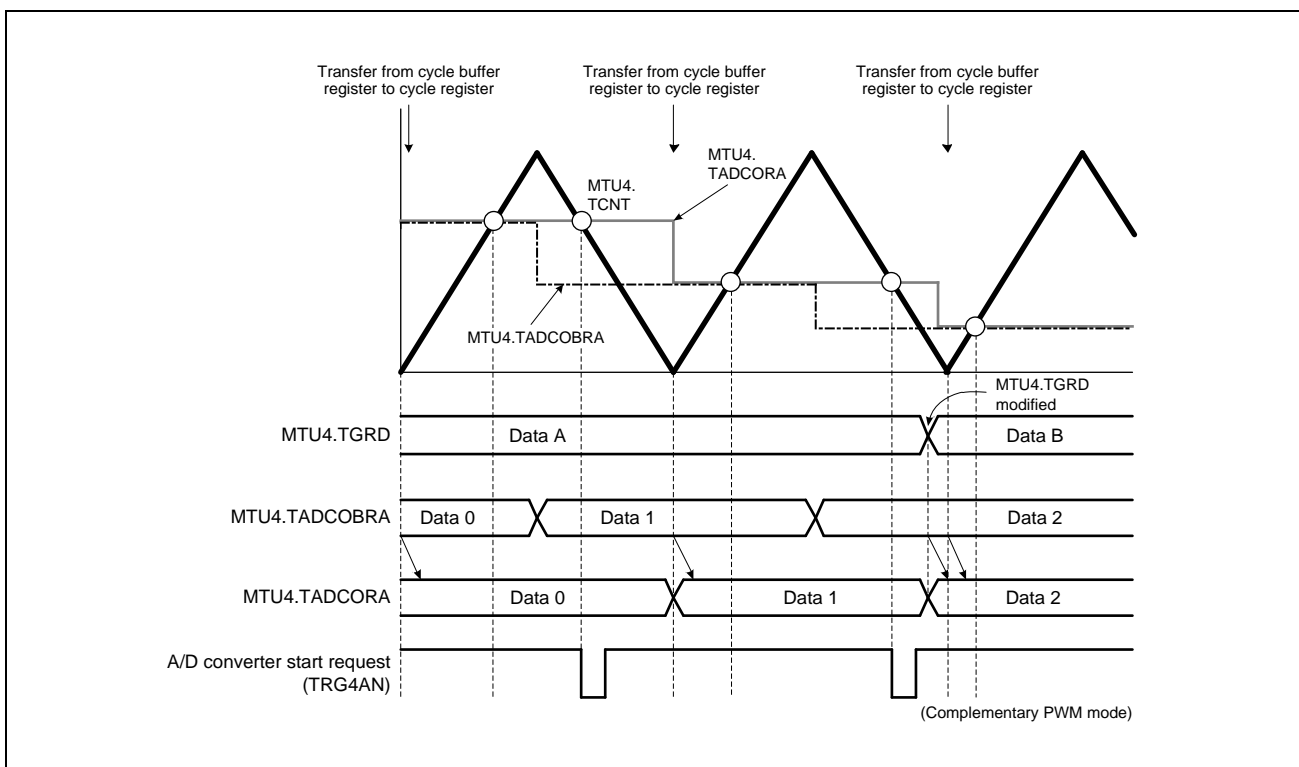 Transfer from cycle buffer
register to cycle register
Transfer from cycle buffer
register to cycle register
Transfer from cycle buffer
register to cycle register
MTU4.
TADCORA
MTU4.
TCNT
MTU4.TADCOBRA
MTU4.TGRD
modified
MTU4.TGRD
Data A
Data B
MTU4.TADCOBRA
Data 0
Data 1
Data 2
MTU4.TADCORA
Data 0
Data 1
Data 2
A/D converter start request
(TRG4AN)
(Complementary PWM mode)